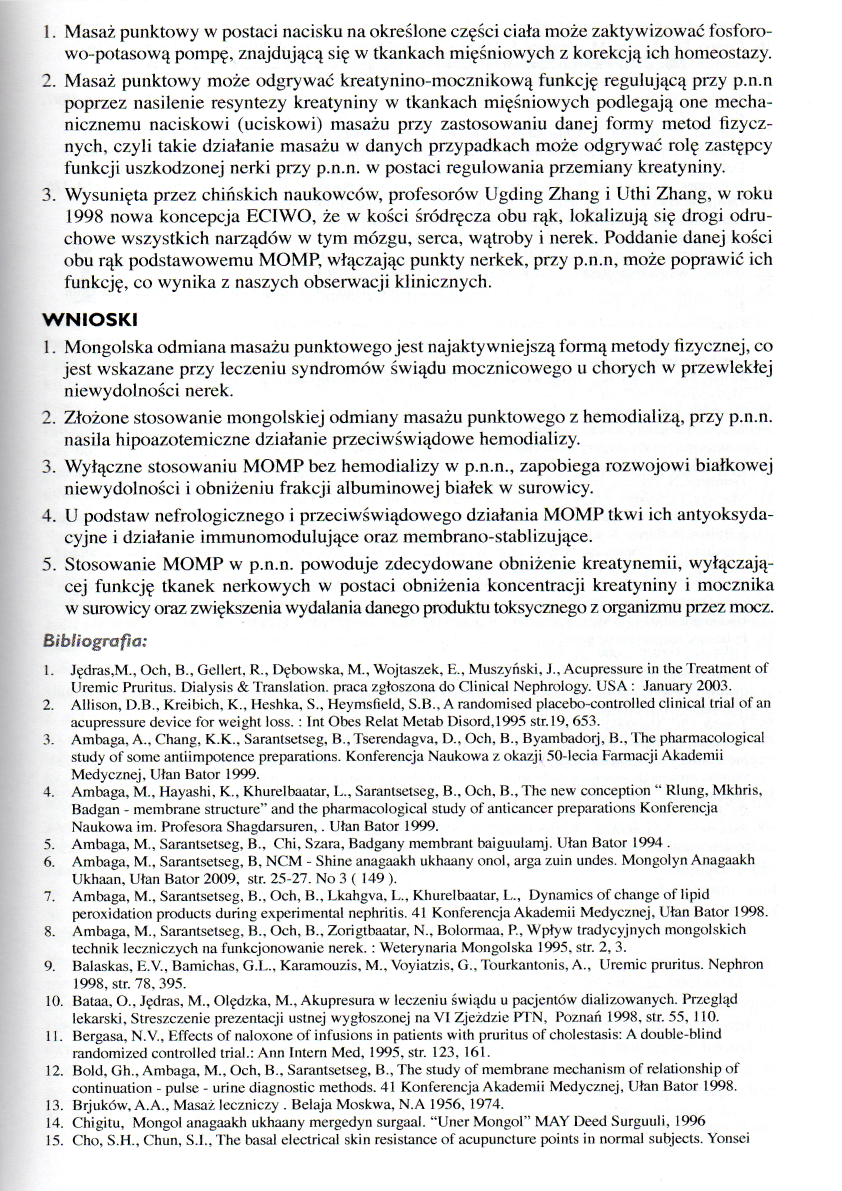 1. Masaż punktowy w postaci nacisku na określone części ciała może zaktywizować fosforo-
wo-potasową pompę, znajdującą się w tkankach mięśniowych z korekcją ich homeostazy.
2. Masaż punktowy może odgrywać kreatynino-mocznikową funkcję regulującą przy p.n.n
poprzez nasilenie resyntezy kreatyniny w tkankach mięśniowych podlegają one mecha-
nicznemu naciskowi (uciskowi) masażu przy zastosowaniu danej formy metod fizycz-
nych, czyli takie działanie masażu w danych przypadkach może odgrywać rolę zastępcy
funkcji uszkodzonej nerki przy p.n.n. w postaci regulowania przemiany kreatyniny.
3. Wysunięta przez chińskich naukowców, profesorów Ugding Zhang i Uthi Zhang, w roku
1998 nowa koncepcja ECIWO, że w kości śródręcza obu rąk, lokalizują się drogi odru-
chowe wszystkich narządów w tym mózgu, serca, wątroby i nerek. Poddanie danej kości
obu rąk podstawowemu MOMP, włączając punkty nerkek, przy p.n.n, może poprawić ich
funkcję, co wynika z naszych obserwacji klinicznych.
WNIOSKI
1. Mongolska odmiana masażu punktowego jest najaktywniejszą formą metody fizycznej, co
jest wskazane przy leczeniu syndromów świądu mocznicowego u chorych w przewlekłej
niewydolności nerek.
2. Złożone stosowanie mongolskiej odmiany masażu punktowego z hemodializą, przy p.n.n.
nasila hipoazotemiczne działanie przeciwświądowe hemodializy.
3. Wyłączne stosowaniu MOMP bez hemodializy w p.n.n., zapobiega rozwojowi białkowej
niewydolności i obniżeniu frakcji albuminowej białek w surowicy.
4. U podstaw nefrologicznego i przeciwświądowego działania MOMP tkwi ich antyoksyda-
cyjne i działanie immunomodulujące oraz membrano-stablizujące.
5. Stosowanie MOMP w p.n.n. powoduje zdecydowane obniżenie kreatynemii, wyłączają-
cej funkcję tkanek nerkowych w postaci obniżenia koncentracji kreatyniny i mocznika
w surowicy oraz zwiększenia wydalania danego produktu toksycznego z organizmu przez mocz.
Bibliografia:
1. Jędras,M., Och, B., Gellert, R., Dębowska, M., Wojtaszek, E., Muszyński, J., Acupressure in the Treatment of
Uremic Pruritus. Dialysis & Translation. praca zgłoszona do Clinical Nephrology. USA : January 2003.
2. Allison, D.B., Kreibich, K., Heshka, S., Heymsfield, S.B., A randomised placebo-controlled clinical trial of an
acupressure device for weight loss. : Int Obes Relat Metab Disord,1995 str.19, 653.
3. Ambaga, A., Chang, K.K., Sarantsetseg, B., Tserendagva, D., Och, B., Byambadorj, B., The pharmacological
study of some antiimpotence preparations. Konferencja Naukowa z okazji 50-lecia Farmacji Akademii
Medycznej, Ułan Bator 1999.
4. Ambaga, M., Hayashi, K., Khurelbaatar, L., Sarantsetseg, B., Och, B., The new conception “ Rlung, Mkhris,
Badgan - membrane structure” and the pharmacological study of anticancer preparations Konferencja
Naukowa im. Profesora Shagdarsuren, . Ułan Bator 1999.
5. Ambaga, M., Sarantsetseg, B., Chi, Szara, Badgany membrant baiguulamj. Ułan Bator 1994 .
6. Ambaga, M., Sarantsetseg, B, NCM - Shine anagaakh ukhaany onol, arga zuin undes. Mongolyn Anagaakh
Ukhaan, Ułan Bator 2009, str. 25-27. No 3 ( 149 ).
7. Ambaga, M., Sarantsetseg, B., Och, B., Lkahgva, L., Khurelbaatar, L., Dynamics of change of lipid
peroxidation products during experimental nephritis. 41 Konferencja Akademii Medycznej, Ułan Bator 1998.
8. Ambaga, M., Sarantsetseg, B., Och, B., Zorigtbaatar, N., Bolormaa, P., Wpływ tradycyjnych mongolskich
technik leczniczych na funkcjonowanie nerek. : Weterynaria Mongolska 1995, str. 2, 3.
9. Balaskas, E.V., Bamichas, G.L., Karamouzis, M., Voyiatzis, G., Tourkantonis, A., Uremic pruritus. Nephron
1998, str. 78, 395.
10. Bataa, O., Jędras, M., Olędzka, M., Akupresura w leczeniu świądu u pacjentów dializowanych. Przegląd
lekarski, Streszczenie prezentacji ustnej wygłoszonej na VI Zjeździe PTN, Poznań 1998, str. 55, 110.
11. Bergasa, N.V., Effects of naloxone of infusions in patients with pruritus of cholestasis: A double-blind
randomized controlled trial.: Ann Intern Med, 1995, str. 123, 161.
12. Bold, Gh., Ambaga, M., Och, B., Sarantsetseg, B., The study of membrane mechanism of relationship of
continuation - pulse - urine diagnostic methods. 41 Konferencja Akademii Medycznej, Ułan Bator 1998.
13. Brjuków, A.A., Masaż leczniczy . Belaja Moskwa, N.A 1956, 1974.
14. Chigitu, Mongol anagaakh ukhaany mergedyn surgaal. “Uner Mongol” MAY Deed Surguuli, 1996
15. Cho, S.H., Chun, S.I., The basal electrical skin resistance of acupuncture points in normal subjects. Yonsei